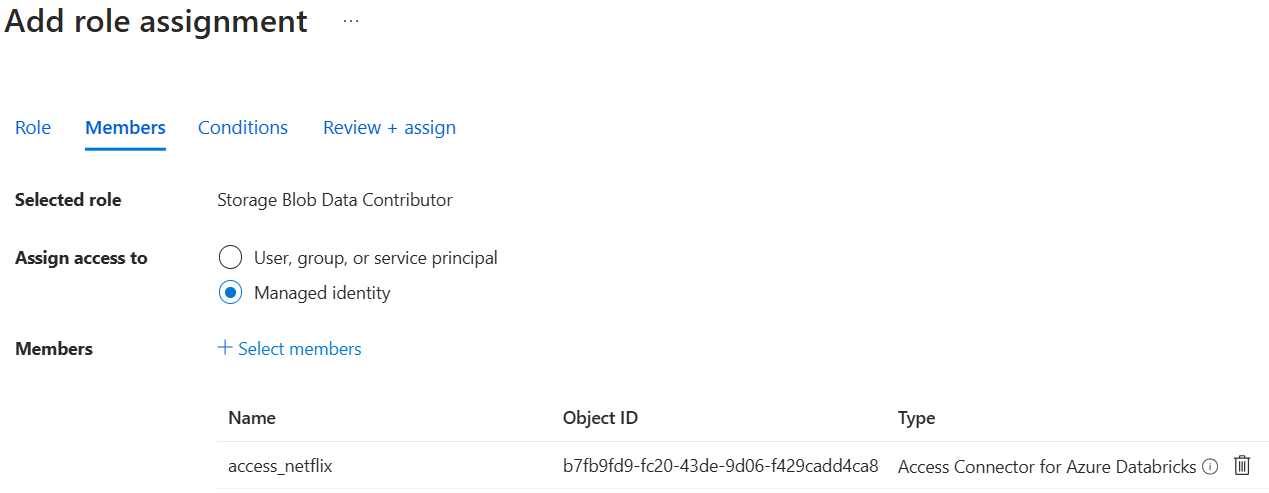 Add role assignment ...
Role Members Conditions Review + assign
Selected role Storage Blob Data Contributor
Assign access to User, group, or service principal
Managed identity
Members + Select members
Name Object ID Type
access_netflix b7fb9fd9-fc20-43de-9d06-f429cadd4ca8 Access Connector for Azure Databricks